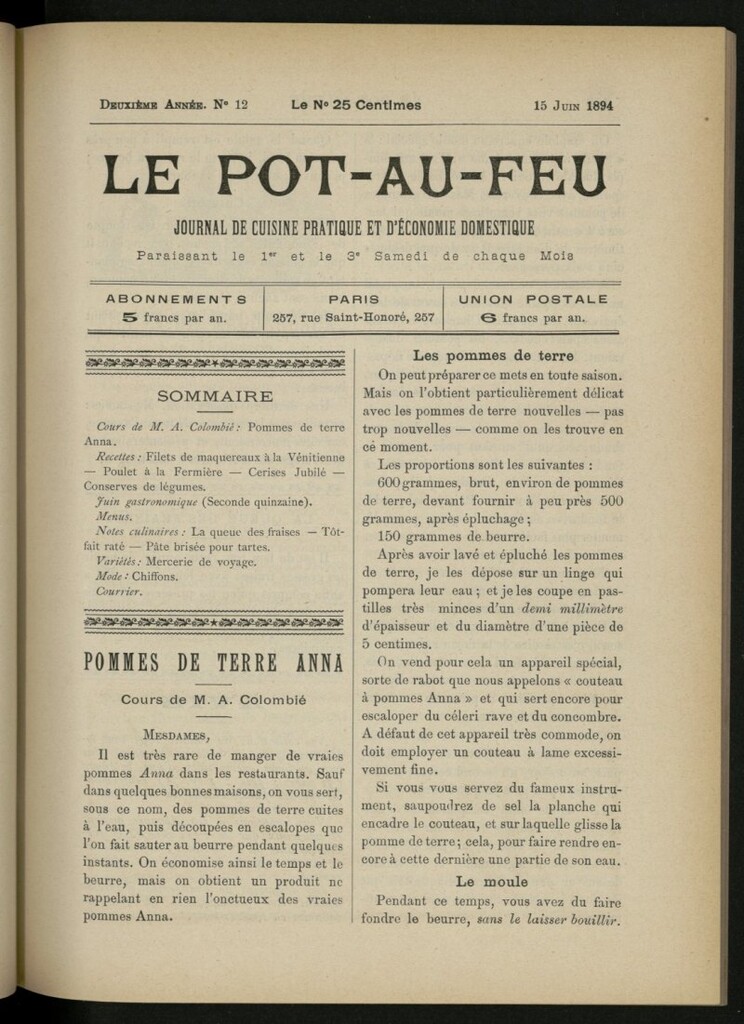 DEUXIÈME ANNÉE. N° 12
Le N° 25 Centimes
15 JUIN 1894
LE POT-AU-FEU
JOURNAL DE CUISINE PRATIQUE ET D'ÉCONOMIE DOMESTIQUE
Paraissant le 1er et le 3e Samedi de chaque Mois
ABONNEMENTS
5 francs par an.
PARIS
257, rue Saint-Honoré, 257
UNION POSTALE
6 francs par an.
SOMMAIRE
Cours de M. A. Colombié : Pommes de terre
Anna.
Recettes : Filets de maquereaux à la Vénitienne
— Poulet à la Fermière — Cerises Jubilé —
Conserves de légumes.
Juin gastronomique (Seconde quinzaine).
Menus.
Notes culinaires : La queue des fraises — Tôt-
fait raté — Pâte brisée pour tartes.
Variétés : Mercerie de voyage.
Mode : Chiffons.
Courrier.
POMMES DE TERRE ANNA
Cours de M. A. Colombié
MESDAMES,
Il est très rare de manger de vraies
pommes Anna dans les restaurants. Sauf
dans quelques bonnes maisons, on vous sert,
sous ce nom, des pommes de terre cuites
à l'eau, puis découpées en escalopes que
l'on fait sauter au beurre pendant quelques
instants. On économise ainsi le temps et le
beurre, mais on obtient un produit ne
rappelant en rien l'onctueux des vraies
pommes Anna.
Les pommes de terre
On peut préparer ce mets en toute saison.
Mais on l'obtient particulièrement délicat
avec les pommes de terre nouvelles — pas
trop nouvelles — comme on les trouve en
cé moment.
Les proportions sont les suivantes :
600 grammes, brut, environ de pommes
de terre, devant fournir à peu près 500
grammes, après épluchage ;
150 grammes de beurre.
Après avoir lavé et épluché les pommes
de terre, je les dépose sur un linge qui
pompera leur eau ; et je les coupe en pas-
tilles très minces d'un demi millimètre
d'épaisseur et du diamètre d'une pièce de
5 centimes.
On vend pour cela un appareil spécial,
sorte de rabot que nous appelons « couteau
à pommes Anna » et qui sert encore pour
escaloper du céleri rave et du concombre.
A défaut de cet appareil très commode, on
doit employer un couteau à lame excessi-
vement fine.
Si vous vous servez du fameux instru-
ment, saupoudrez de sel la planche qui
encadre le couteau, et sur laquelle glisse la
pomme de terre ; cela, pour faire rendre en-
core à cette dernière une partie de son eau.
Le moule
Pendant ce temps, vous avez du faire
fondre le beurre, sans le laisser bouillir.